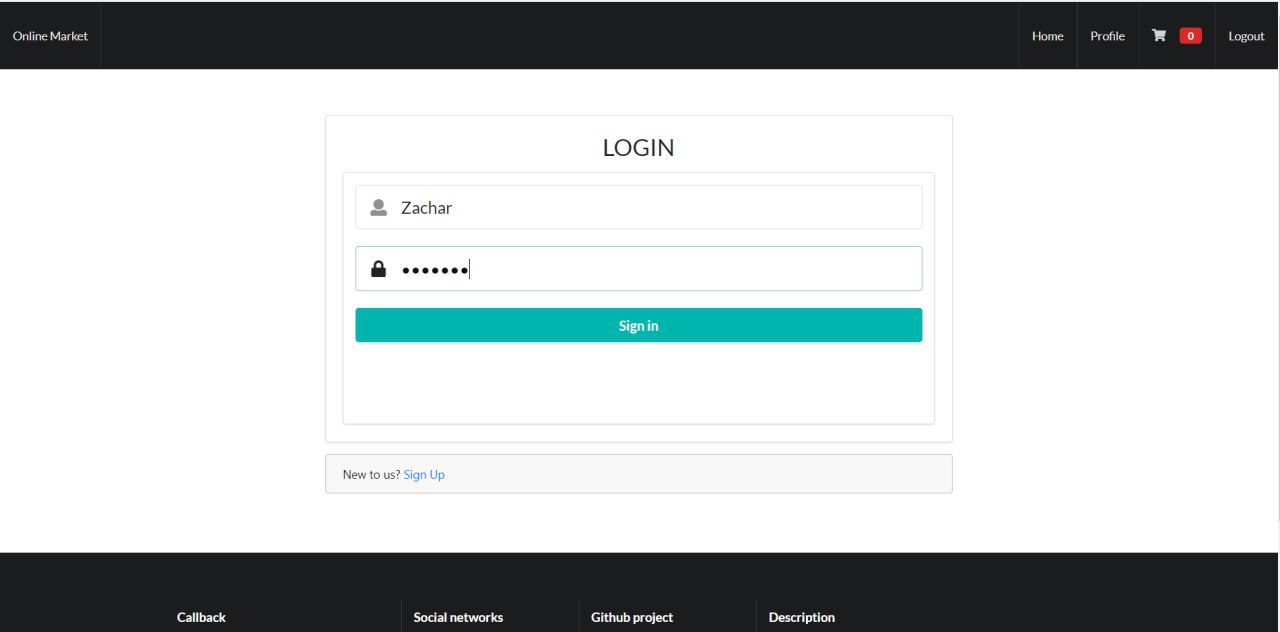 Online Market Home Profile 0 Logout
LOGIN
Zachar
•••••••
Sign in
New to us? Sign Up
Callback Social networks Github project Description